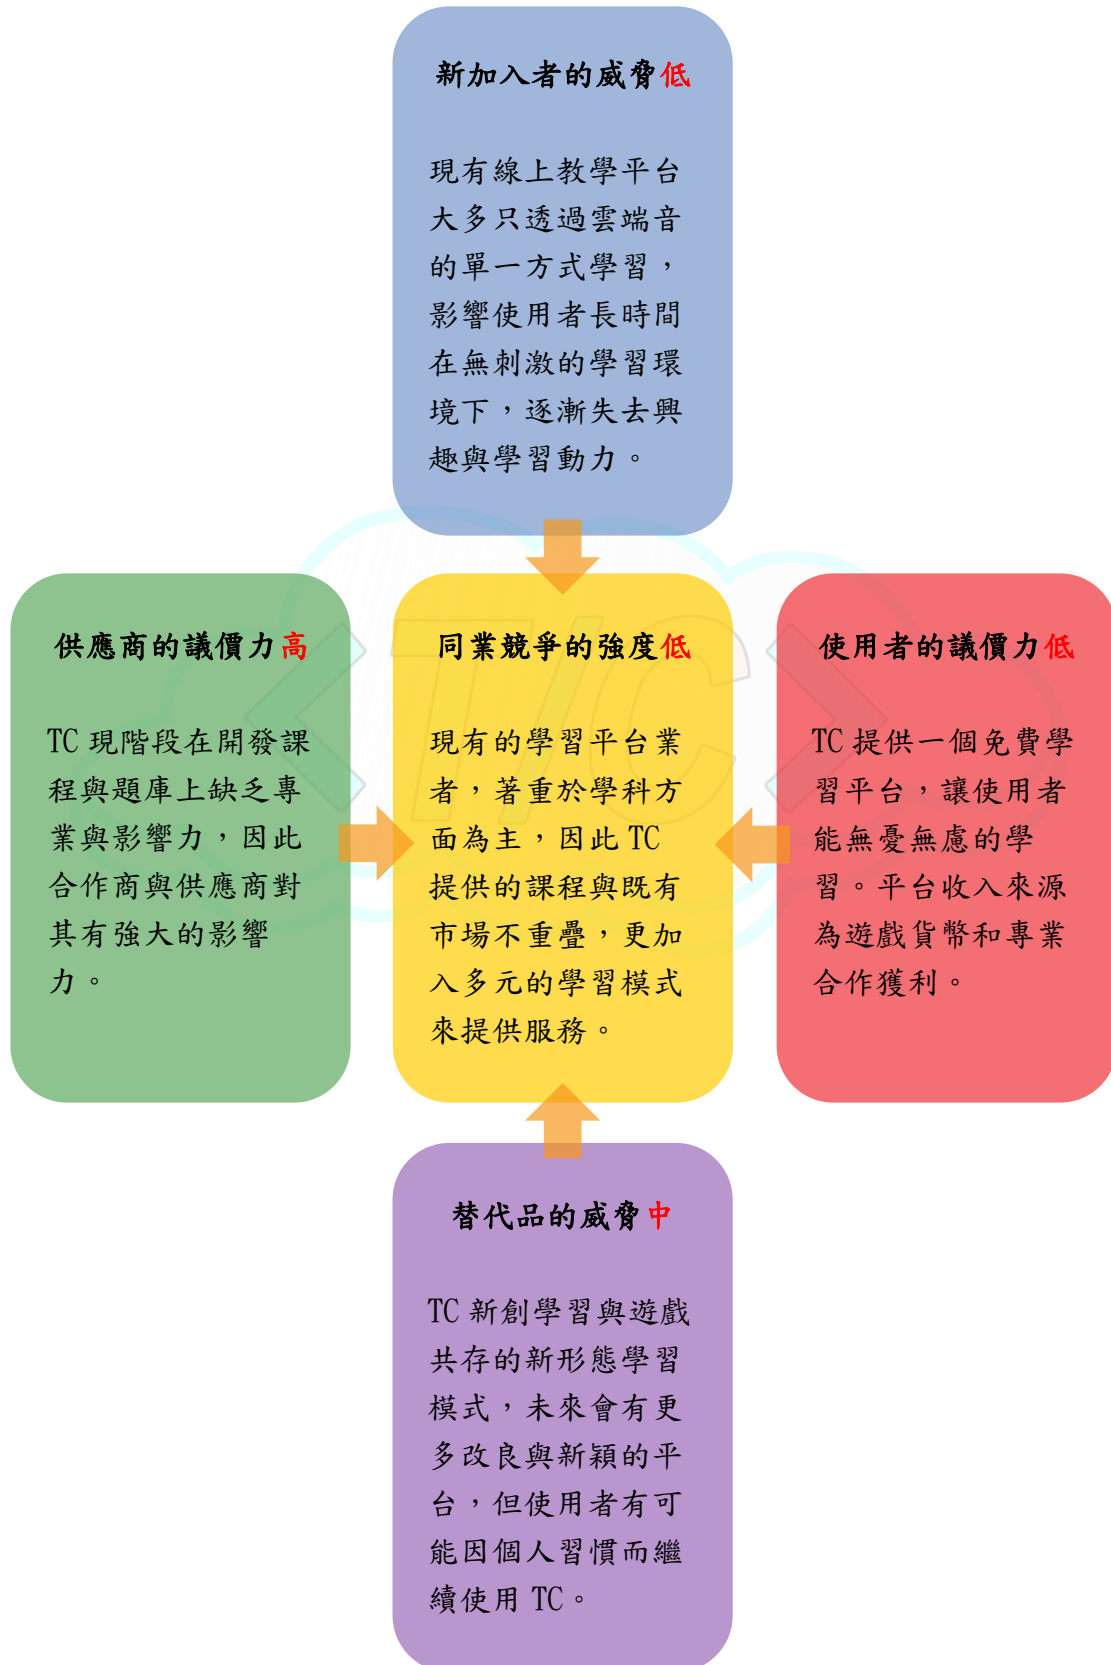 新加入者的威脅低
現有線上教學平台
大多只透過雲端音
的單一方式學習，
影響使用者長時間
在無刺激的學習環
境下，逐漸失去興
趣與學習動力。
供應商的議價力高
TC 現階段在開發課
程與題庫上缺乏專
業與影響力，因此
合作商與供應商對
其有強大的影響
力。
同業競爭的強度低
現有的學習平台業
者，著重於學科方
面為主，因此 TC
提供的課程與既有
市場不重疊，更加
入多元的學習模式
來提供服務。
使用者的議價力低
TC 提供一個免費學
習平台，讓使用者
能無憂無慮的學
習。平台收入來源
為遊戲貨幣和專業
合作獲利。
替代品的威脅中
TC 新創學習與遊戲
共存的新形態學習
模式，未來會有更
多改良與新穎的平
台，但使用者有可
能因個人習慣而繼
續使用 TC。
<T/C>